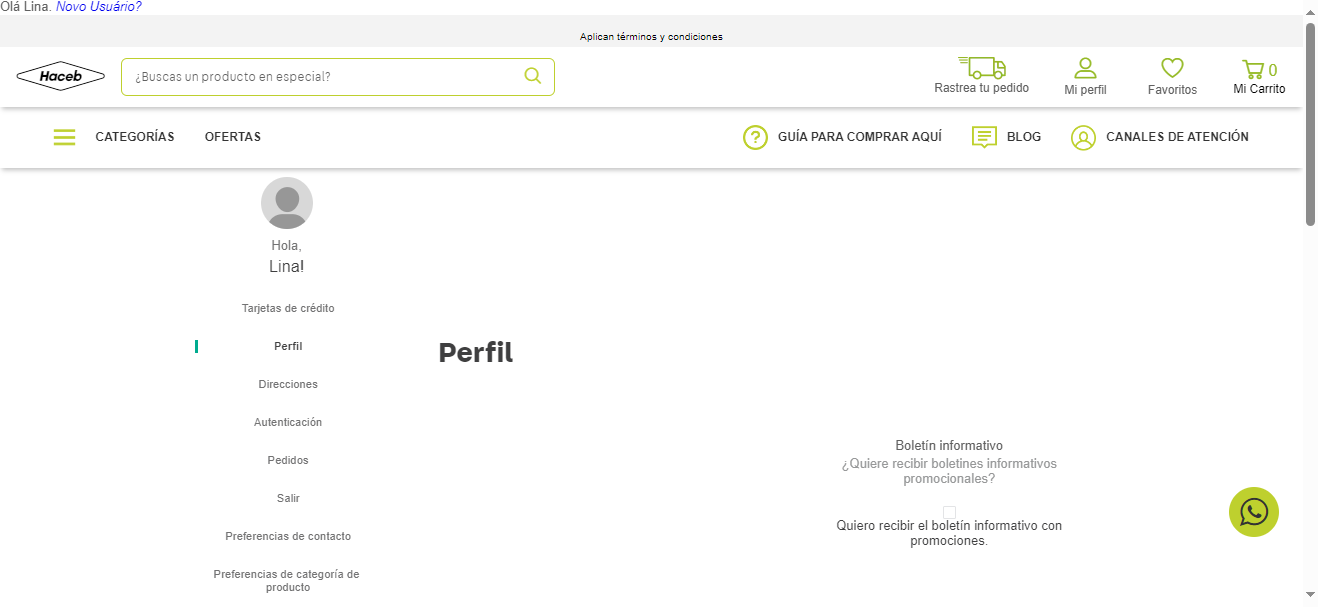 Olá Lina. Novo Usuário?
Aplican términos y condiciones
Haceb
¿Buscas un producto en especial?
Rastrea tu pedido
Mi perfil
Favoritos
0
Mi Carrito
CATEGORÍAS
OFERTAS
GUÍA PARA COMPRAR AQUÍ
BLOG
CANALES DE ATENCIÓN
Hola,
Lina!
Tarjetas de crédito
Perfil
Direcciones
Autenticación
Pedidos
Salir
Preferencias de contacto
Preferencias de categoría de
producto
Perfil
Boletín informativo
¿Quiere recibir boletines informativos
promocionales?
Quiero recibir el boletín informativo con
promociones.